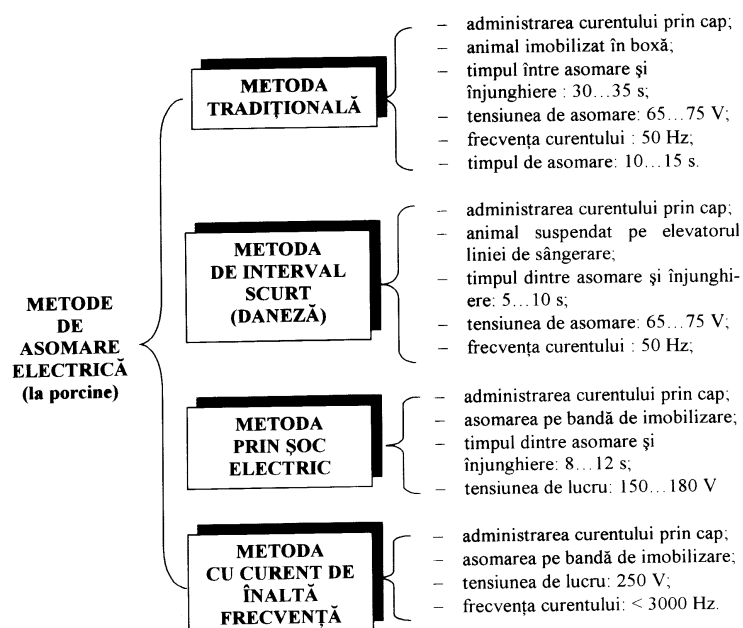 METODE
DE
ASOMARE
ELECTRICĂ
(la porcine)
METODA
TRADIȚIONALĂ
– administrarea curentului prin cap;
– animal imobilizat în boxă;
– timpul între asomare şi
înjunghiere : 30...35 s;
– tensiunea de asomare: 65...75 V;
– frecvența curentului : 50 Hz;
– timpul de asomare: 10...15 s.
METODA
DE INTERVAL
SCURT
(DANEZĂ)
– administrarea curentului prin cap;
– animal suspendat pe elevatorul
liniei de sângerare;
– timpul dintre asomare şi înjunghi-
ere: 5...10 s;
– tensiunea de asomare: 65...75 V;
– frecvența curentului : 50 Hz;
METODA
PRIN ŞOC
ELECTRIC
– administrarea curentului prin cap;
– asomarea pe bandă de imobilizare;
– timpul dintre asomare şi
înjunghiere: 8...12 s;
– tensiunea de lucru: 150...180 V
METODA
CU CURENT DE
ÎNALTĂ
FRECVENȚĂ
– administrarea curentului prin cap;
– asomarea pe bandă de imobilizare;
– tensiunea de lucru: 250 V;
– frecvența curentului: < 3000 Hz.